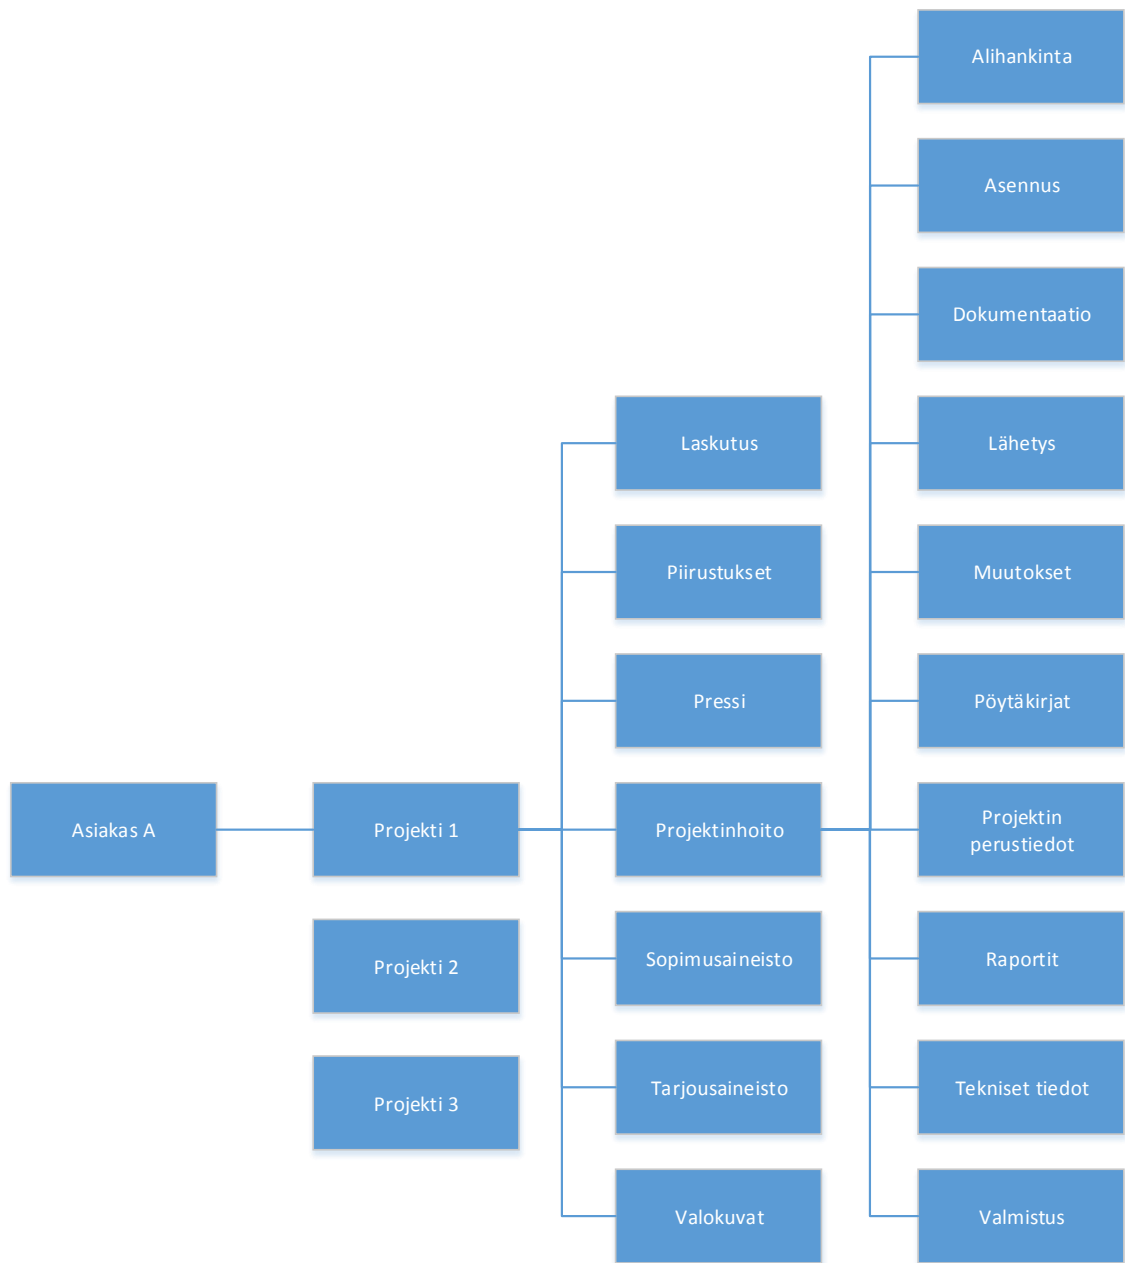 Alihankinta
Asennus
Dokumentaatio
Laskutus
Lähetys
Piirustukset
Muutokset
Pressi
Pöytäkirjat
Asiakas A
Projekti 1
Projektinhoito
Projektin
perustiedot
Projekti 2
Sopimusaineisto
Raportit
Projekti 3
Tarjousaineisto
Tekniset tiedot
Valokuvat
Valmistus